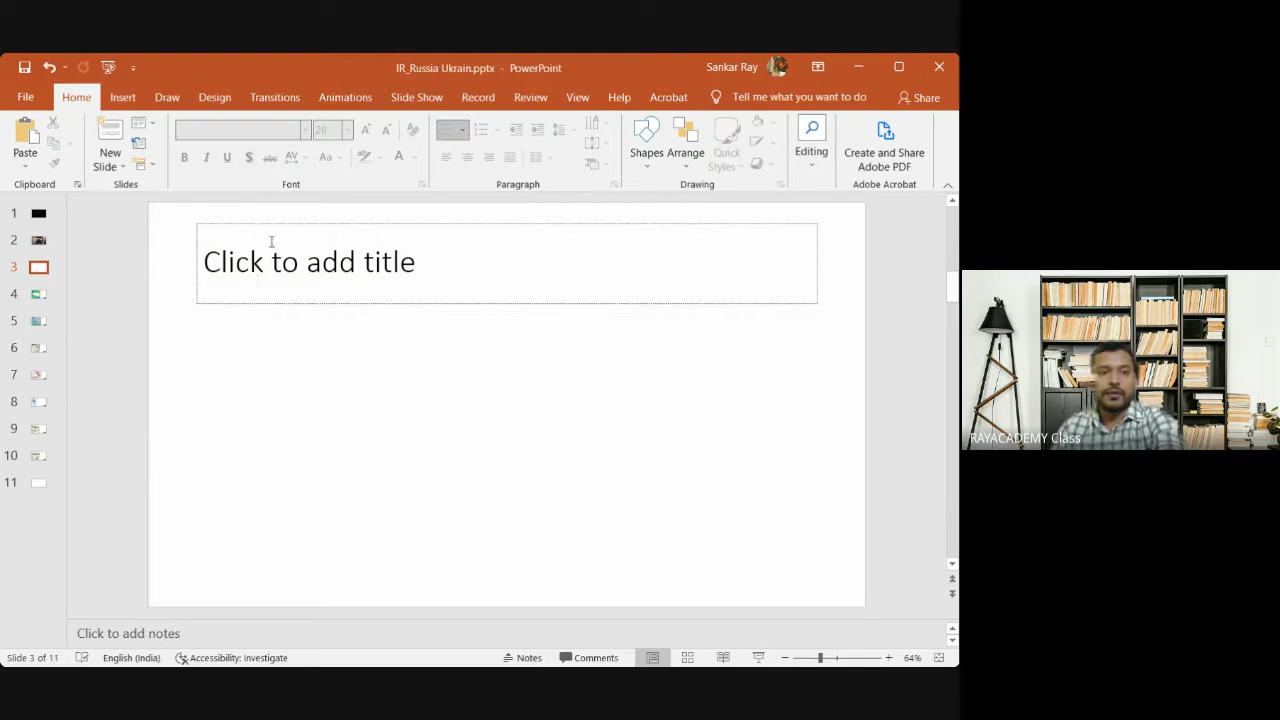 IR_Russia Ukrain.pptx - PowerPoint
Sankar Ray
File Home Insert Draw Design Transitions Animations Slide Show Record Review View Help Acrobat Tell me what you want to do Share
28
Paste
New
Slide
Shapes
Arrange
Quick
Styles
Editing
Create and Share
Adobe PDF
Clipboard
Slides
Font
Paragraph
Drawing
Adobe Acrobat
1
2
3
4
5
6
7
8
9
10
11
Click to add title
RAYACADEMY Class
Click to add notes
Slide 3 of 11 English (India) Accessibility: Investigate Notes Comments 64%